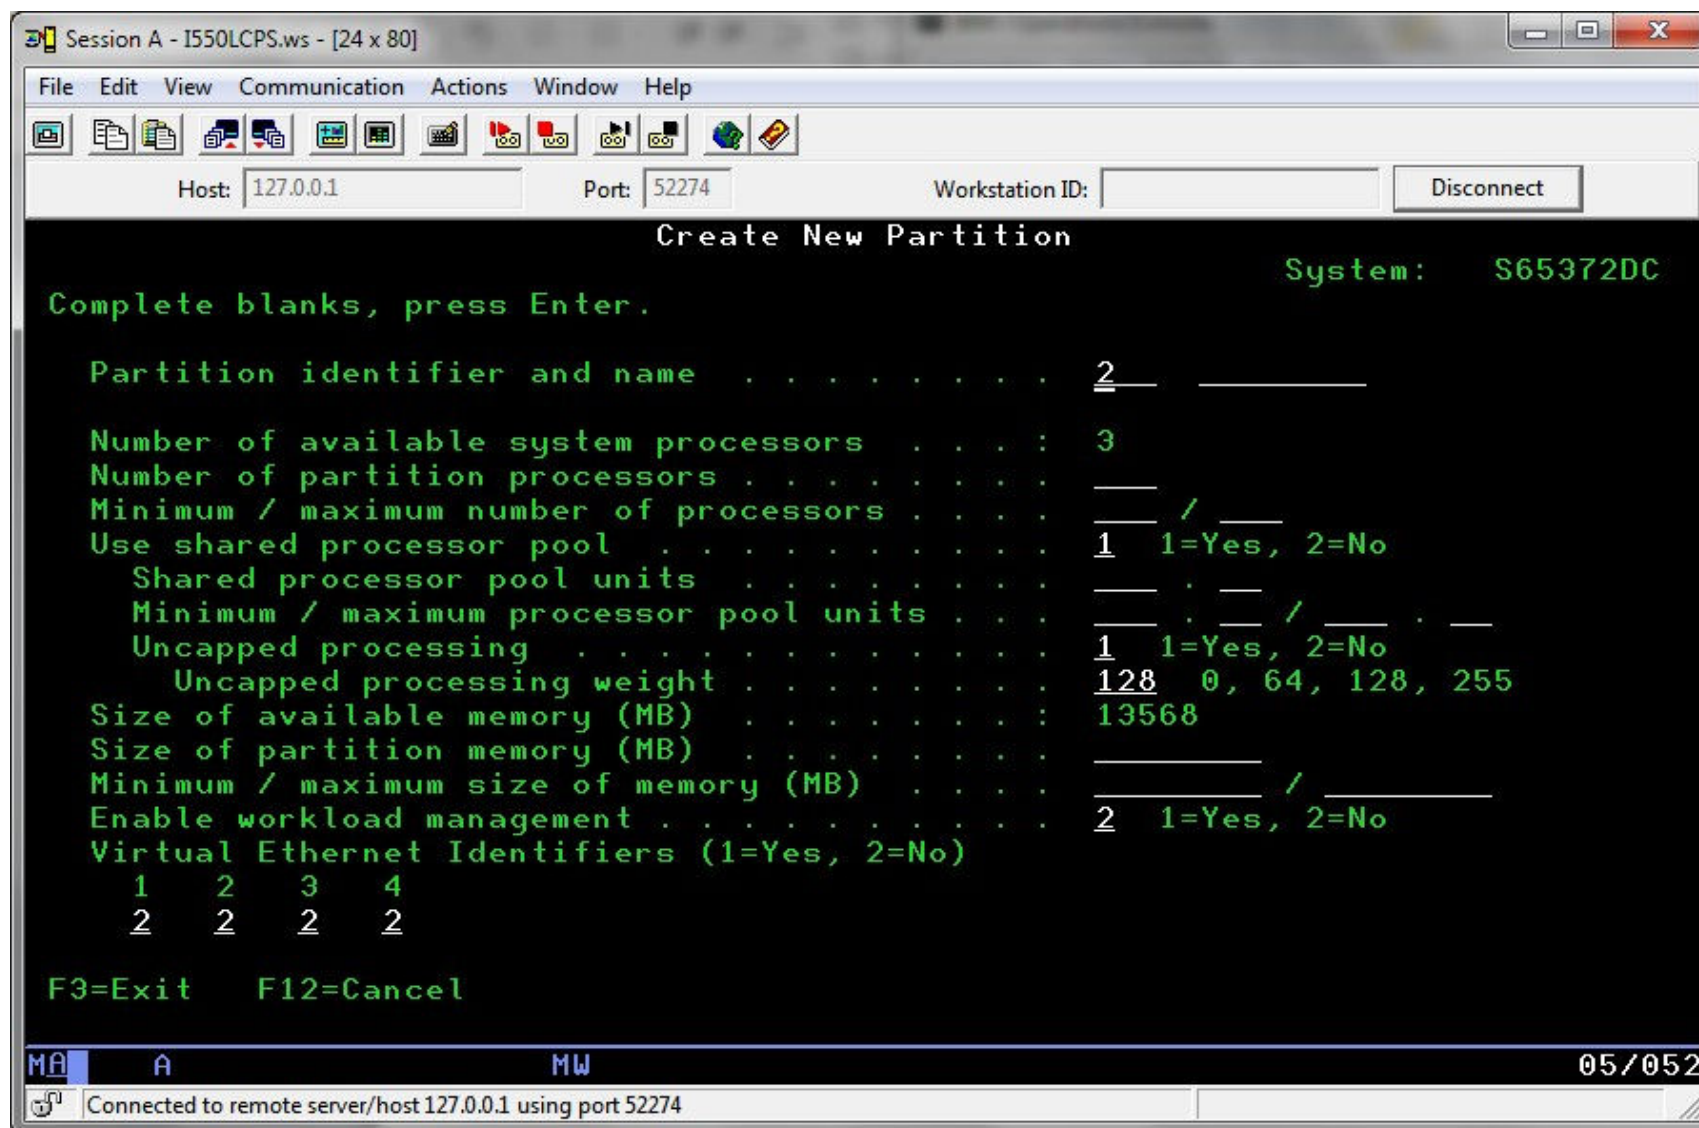 Session A - I550LCPS.ws - [24 x 80]
File Edit View Communication Actions Window Help
Host: 127.0.0.1 Port: 52274 Workstation ID: Disconnect
Create New Partition
System: S65372DC
Complete blanks, press Enter.
Partition identifier and name . . . . . . . . 2
Number of available system processors . . . : 3
Number of partition processors . . . . . . . .
Minimum / maximum number of processors . . . . /
Use shared processor pool . . . . . . . . . . 1 1=Yes, 2=No
Shared processor pool units . . . . . . . . .
Minimum / maximum processor pool units . . . . / .
Uncapped processing . . . . . . . . . . . . 1 1=Yes, 2=No
Uncapped processing weight . . . . . . . . 128 0, 64, 128, 255
Size of available memory (MB) . . . . . . . : 13568
Size of partition memory (MB) . . . . . . . .
Minimum / maximum size of memory (MB) . . . . /
Enable workload management . . . . . . . . . . 2 1=Yes, 2=No
Virtual Ethernet Identifiers (1=Yes, 2=No)
1 2 3 4
2 2 2 2
F3=Exit F12=Cancel
MA A MW 05/052
Connected to remote server/host 127.0.0.1 using port 52274